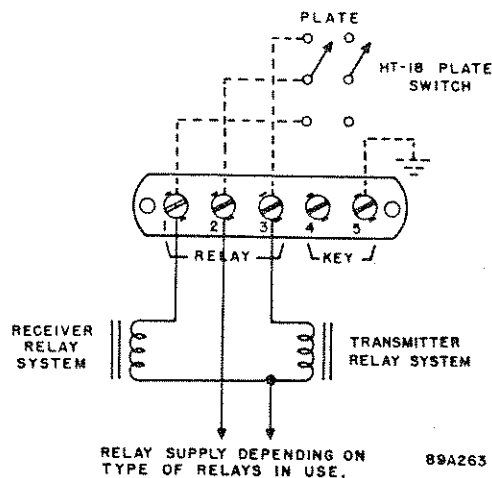 PLATE
HT-18 PLATE
SWITCH
1 2 3 4 5
RELAY KEY
RECEIVER
RELAY
SYSTEM
TRANSMITTER
RELAY SYSTEM
RELAY SUPPLY DEPENDING ON
TYPE OF RELAYS IN USE.
89A263